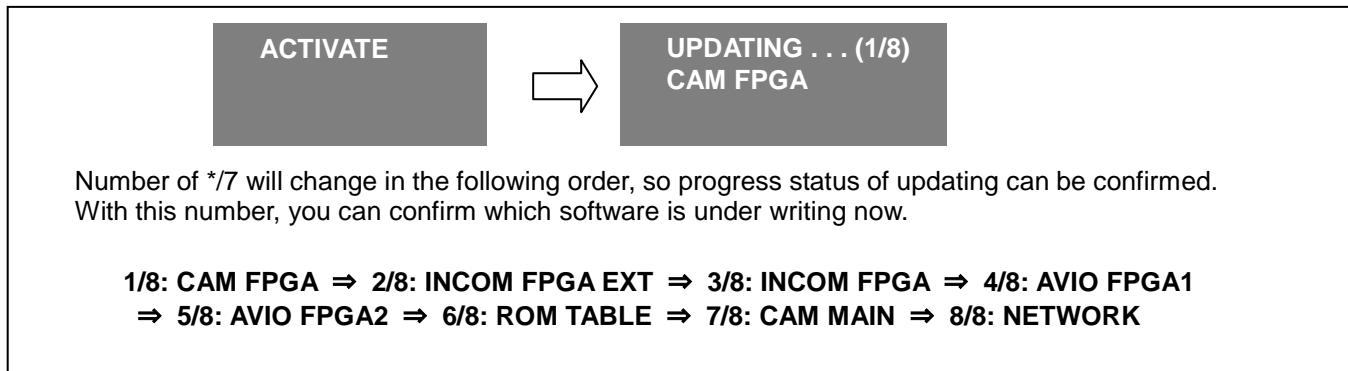 ACTIVATE
UPDATING . . . (1/8)
CAM FPGA
Number of */7 will change in the following order, so progress status of updating can be confirmed.
With this number, you can confirm which software is under writing now.
1/8: CAM FPGA ⇒ 2/8: INCOM FPGA EXT ⇒ 3/8: INCOM FPGA ⇒ 4/8: AVIO FPGA1
⇒ 5/8: AVIO FPGA2 ⇒ 6/8: ROM TABLE ⇒ 7/8: CAM MAIN ⇒ 8/8: NETWORK